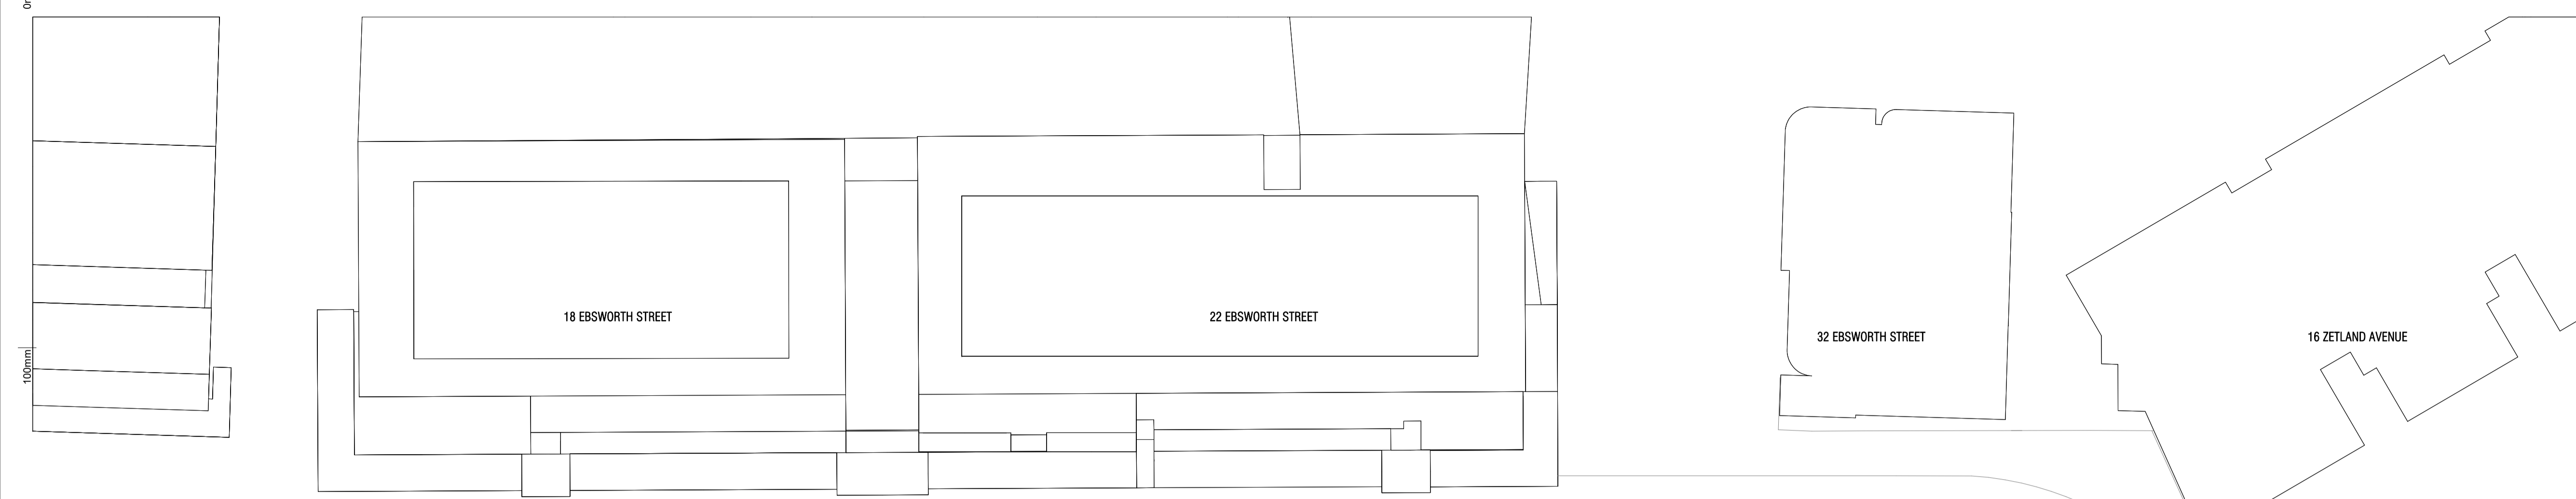 18 EBSWORTH STREET
22 EBSWORTH STREET
32 EBSWORTH STREET
16 ZETLAND AVENUE
100mm